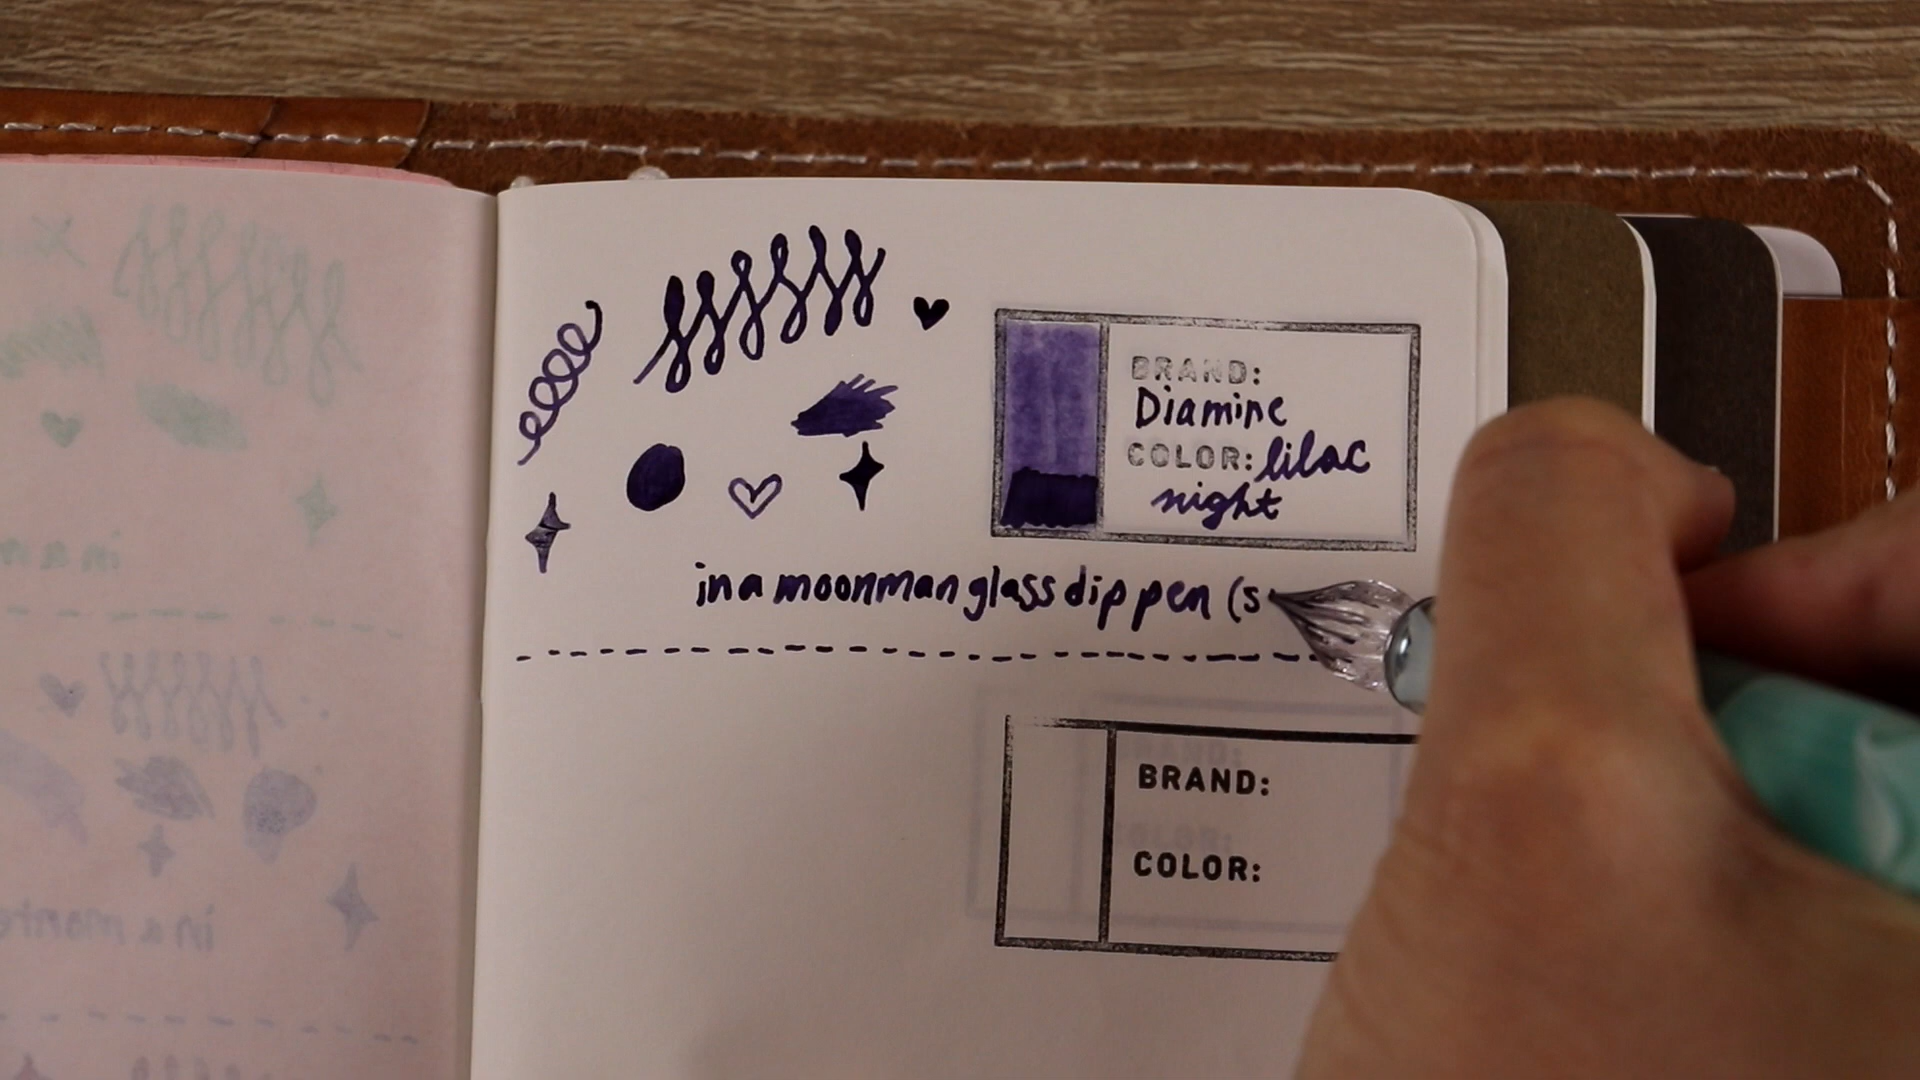 BRAND:
Diamine
COLOR: lilac
night
in a moonman glass dip pen (s
BRAND:
COLOR: